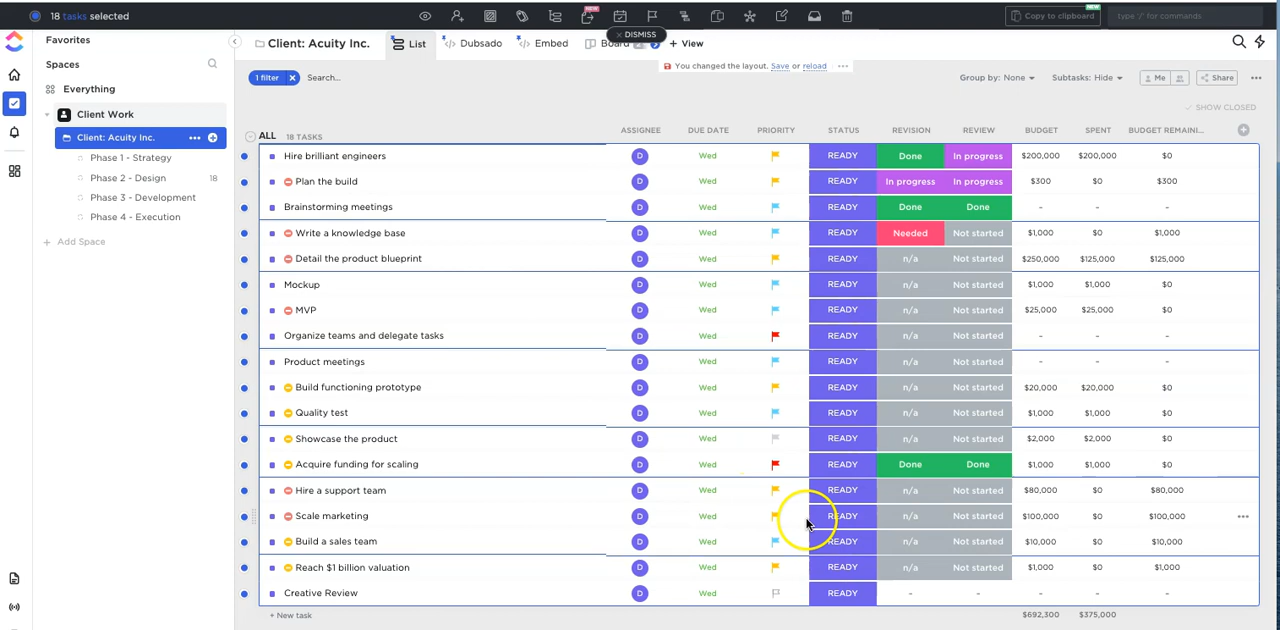 18 tasks selected
NEW
Copy to clipboard
NEW
Type '/' for commands
DISMISS
Favorites
Client: Acuity Inc.
List
Dubsado
Embed
Board
+ View
You changed the layout. Save or reload
Spaces
1 filter
Search...
Group by: None
Subtasks: Hide
Me
Share
Everything
SHOW CLOSED
Client Work
Client: Acuity Inc.
Phase 1 - Strategy
Phase 2 - Design 18
Phase 3 - Development
Phase 4 - Execution
+ Add Space
ALL 18 TASKS ASSIGNEE DUE DATE PRIORITY STATUS REVISION REVIEW BUDGET SPENT BUDGET REMAINI...
Hire brilliant engineers D Wed READY Done In progress $200,000 $200,000 $0
Plan the build D Wed READY In progress In progress $300 $0 $300
Brainstorming meetings D Wed READY Done Done - - -
Write a knowledge base D Wed READY Needed Not started $1,000 $0 $1,000
Detail the product blueprint D Wed READY n/a Not started $250,000 $125,000 $125,000
Mockup D Wed READY n/a Not started $1,000 $1,000 $0
MVP D Wed READY n/a Not started $25,000 $25,000 $0
Organize teams and delegate tasks D Wed READY n/a Not started - - -
Product meetings D Wed READY n/a Not started - - -
Build functioning prototype D Wed READY n/a Not started $20,000 $20,000 $0
Quality test D Wed READY n/a Not started $1,000 $1,000 $0
Showcase the product D Wed READY n/a Not started $2,000 $2,000 $0
Acquire funding for scaling D Wed READY Done Done $1,000 $1,000 $0
Hire a support team D Wed READY n/a Not started $80,000 $0 $80,000
Scale marketing D Wed READY n/a Not started $100,000 $0 $100,000
Build a sales team D Wed READY n/a Not started $10,000 $0 $10,000
Reach $1 billion valuation D Wed READY n/a Not started $1,000 $0 $1,000
Creative Review D Wed READY - - - - -
+ New task $692,300 $375,000